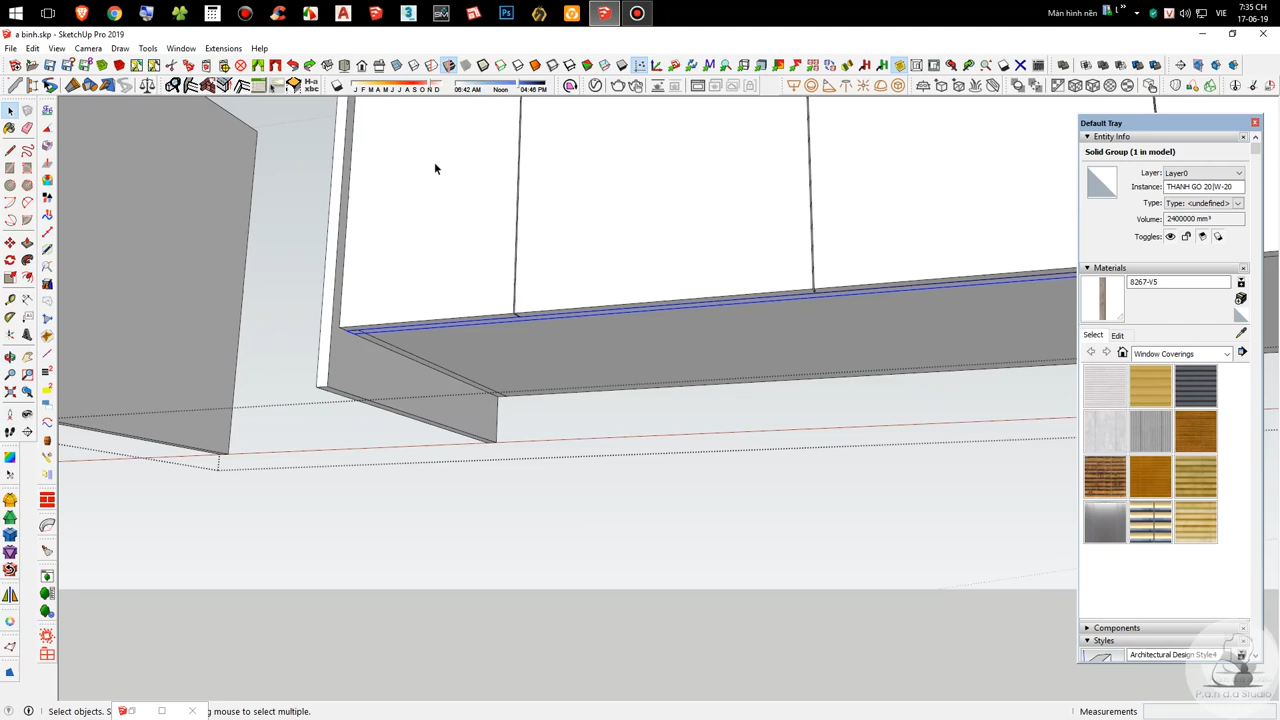 Màn hình nền
VIE
7:35 CH
17-06-19
a binh.skp - SketchUp Pro 2019
File Edit View Camera Draw Tools Window Extensions Help
H-a
xbc
J F M A M J J A S O N D
06:42 AM Noon 04:46 PM
Default Tray
Entity Info
Solid Group (1 in model)
Layer: Layer0
Instance: THANH GO 20|W-20
Type: Type: <undefined>
Volume: 2400000 mm³
Toggles:
Materials
8267-V5
Select Edit
Window Coverings
Components
Styles
Architectural Design Style4
P.a.n.d.a Studio
Select objects. S
g mouse to select multiple.
Measurements